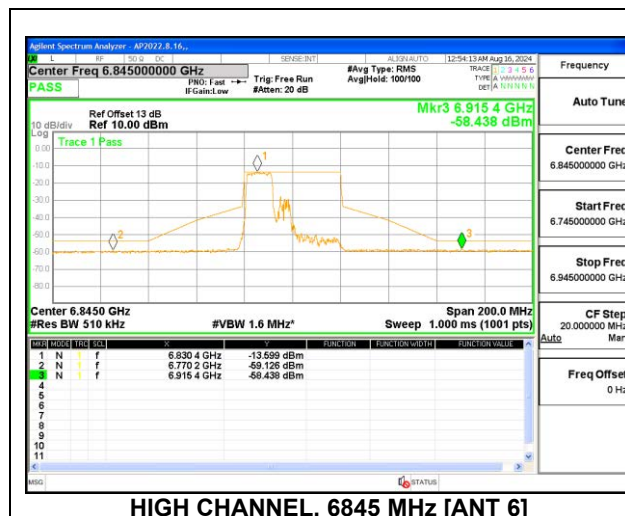 Agilent Spectrum Analyzer - AP2022.8.16,,
L RF 50 Ω DC SENSE:INT ALIGNAUTO 12:54:13 AM Aug 16, 2024
Center Freq 6.845000000 GHz
PASS
PNO: Fast
IFGain:Low
Trig: Free Run
#Atten: 20 dB
#Avg Type: RMS
Avg|Hold: 100/100
TRACE 1 2 3 4 5 6
TYPE A
DET A N N N N N
Ref Offset 13 dB
10 dB/div Ref 10.00 dBm
Log
Mkr3 6.915 4 GHz
-58.438 dBm
Trace 1 Pass
0.00
-10.0
-20.0
-30.0
-40.0
-50.0
-60.0
-70.0
-80.0
1
2
3
Center 6.8450 GHz Span 200.0 MHz
#Res BW 510 kHz #VBW 1.6 MHz* Sweep 1.000 ms (1001 pts)
MKR MODE TRC SCL X Y FUNCTION FUNCTION WIDTH FUNCTION VALUE
1 N 1 f 6.830 4 GHz -13.599 dBm
2 N 1 f 6.770 2 GHz -59.126 dBm
3 N 1 f 6.915 4 GHz -58.438 dBm
4
5
6
7
8
9
10
11
MSG STATUS
Frequency
Auto Tune
Center Freq
6.845000000 GHz
Start Freq
6.745000000 GHz
Stop Freq
6.945000000 GHz
CF Step
20.000000 MHz
Auto Man
Freq Offset
0 Hz
HIGH CHANNEL, 6845 MHz [ANT 6]